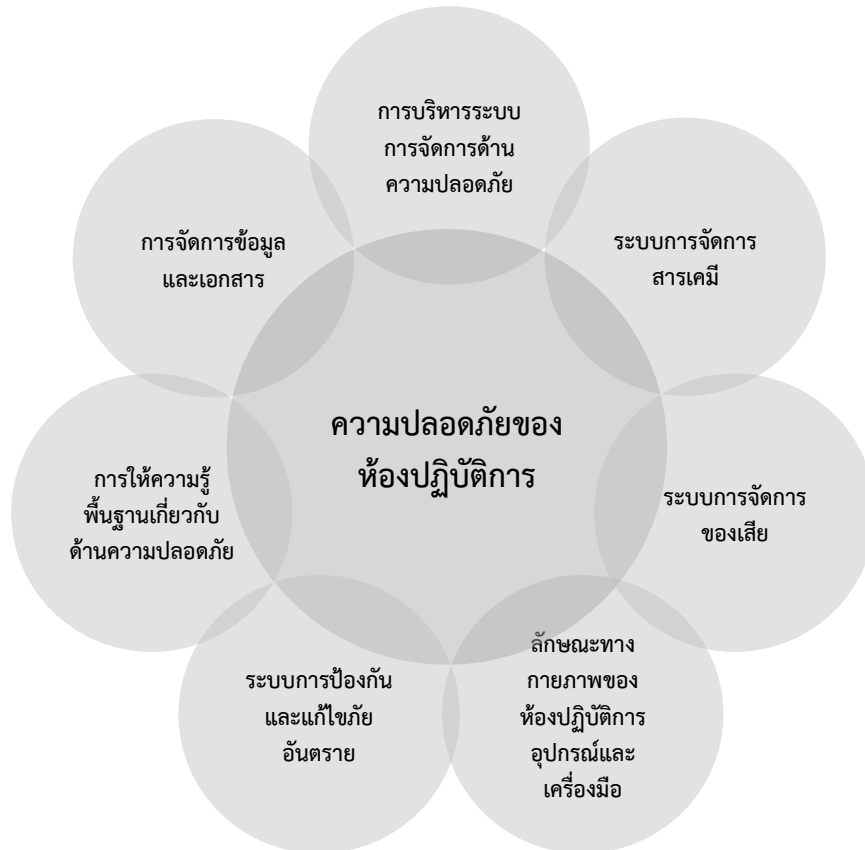 การบริหารระบบ
การจัดการด้าน
ความปลอดภัย
ระบบการจัดการ
สารเคมี
ระบบการจัดการ
ของเสีย
ลักษณะทาง
กายภาพของ
ห้องปฏิบัติการ
อุปกรณ์และ
เครื่องมือ
ระบบการป้องกัน
และแก้ไขภัย
อันตราย
การให้ความรู้
พื้นฐานเกี่ยวกับ
ด้านความปลอดภัย
การจัดการข้อมูล
และเอกสาร
ความปลอดภัยของ
ห้องปฏิบัติการ